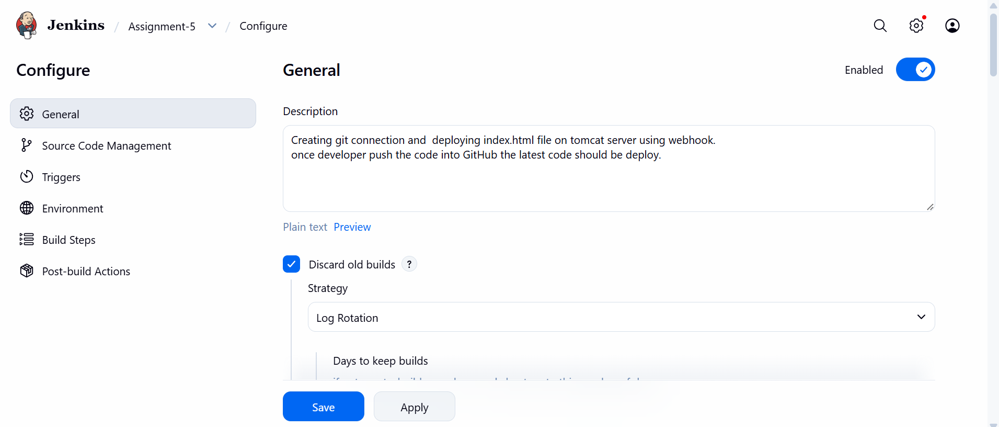 Jenkins / Assignment-5 / Configure
Configure
General
Source Code Management
Triggers
Environment
Build Steps
Post-build Actions
General
Enabled
Description
Creating git connection and  deploying index.html file on tomcat server using webhook.
once developer push the code into GitHub the latest code should be deploy.
Plain text Preview
Discard old builds ?
Strategy
Log Rotation
Days to keep builds
Save Apply